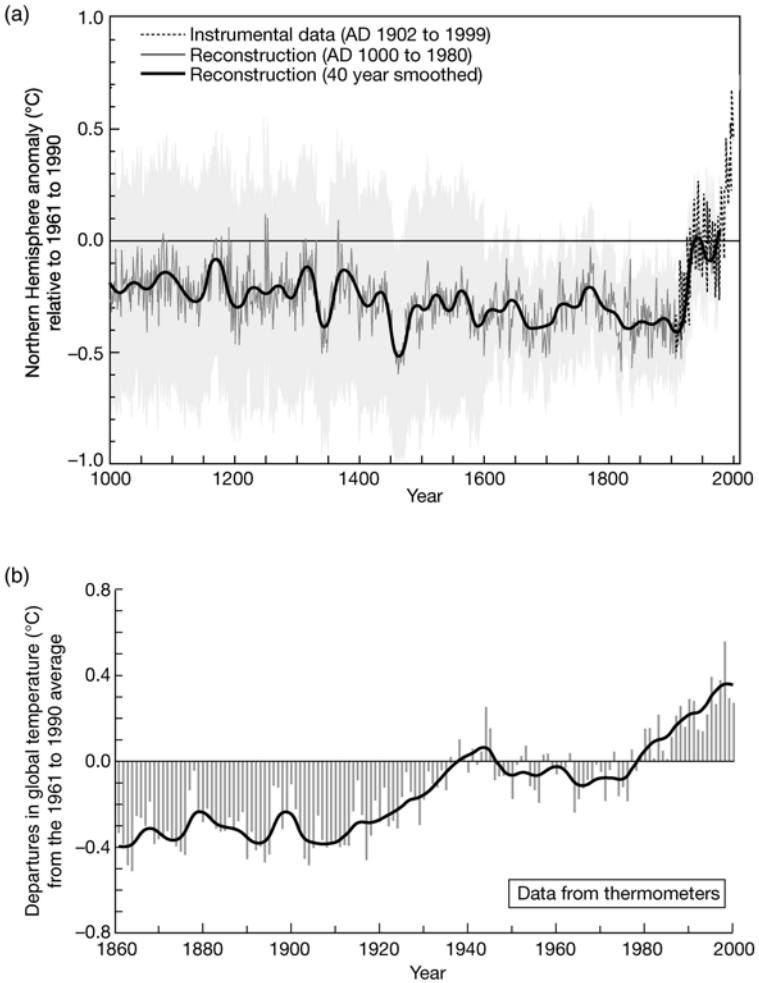 (a)
1.0
0.5
0.0
−0.5
−1.0
Northern Hemisphere anomaly (°C)
relative to 1961 to 1990
Instrumental data (AD 1902 to 1999)
Reconstruction (AD 1000 to 1980)
Reconstruction (40 year smoothed)
1000 1200 1400 1600 1800 2000
Year
(b)
0.8
0.4
0.0
−0.4
−0.8
Departures in global temperature (°C)
from the 1961 to 1990 average
Data from thermometers
1860 1880 1900 1920 1940 1960 1980 2000
Year